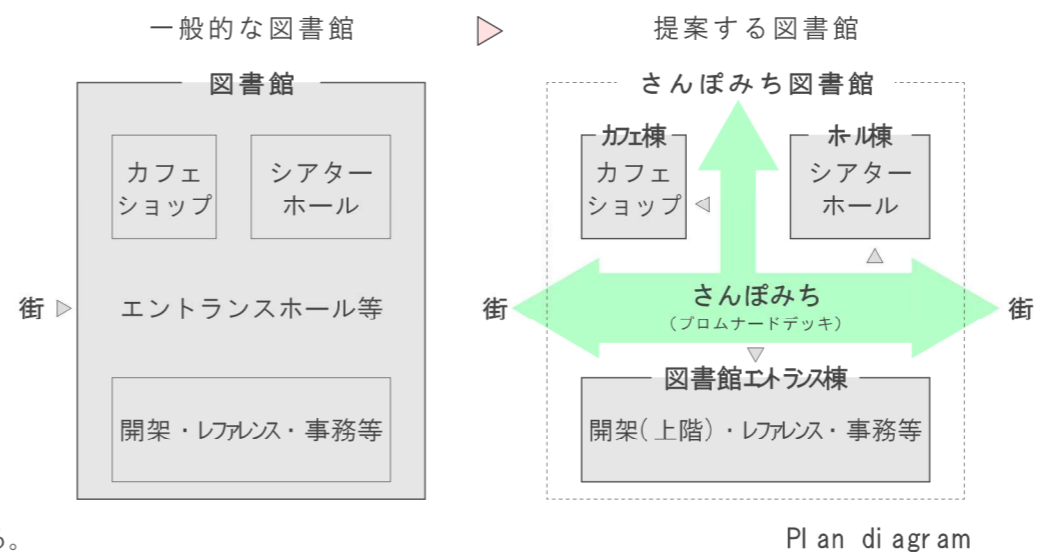 一般的な図書館
図書館
カフェ
ショップ
シアター
ホール
街
エントランスホール等
開架・レファレンス・事務等
提案する図書館
さんぽみち図書館
カフェ棟
カフェ
ショップ
ホール棟
シアター
ホール
街
さんぽみち
(プロムナードデッキ)
街
図書館エントランス棟
開架(上階)・レファレンス・事務等
る。
Plan diagram